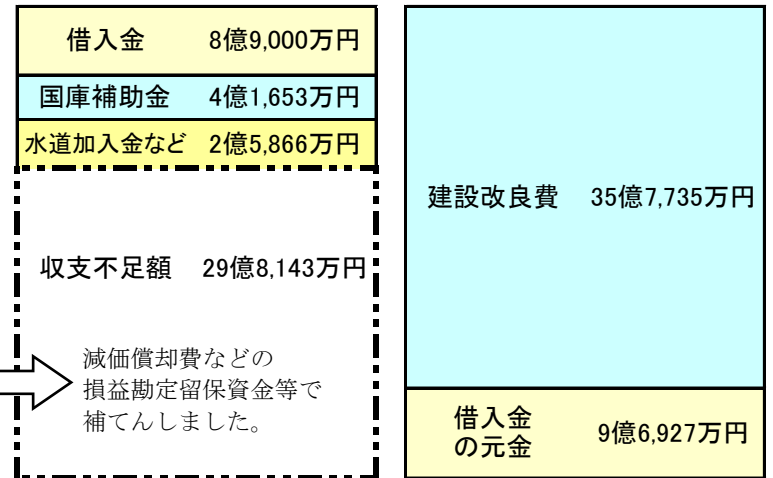 借入金 8億9,000万円
国庫補助金 4億1,653万円
水道加入金など 2億5,866万円
収支不足額 29億8,143万円
減価償却費などの
損益勘定留保資金等で
補てんしました。
建設改良費 35億7,735万円
借入金
の元金 9億6,927万円